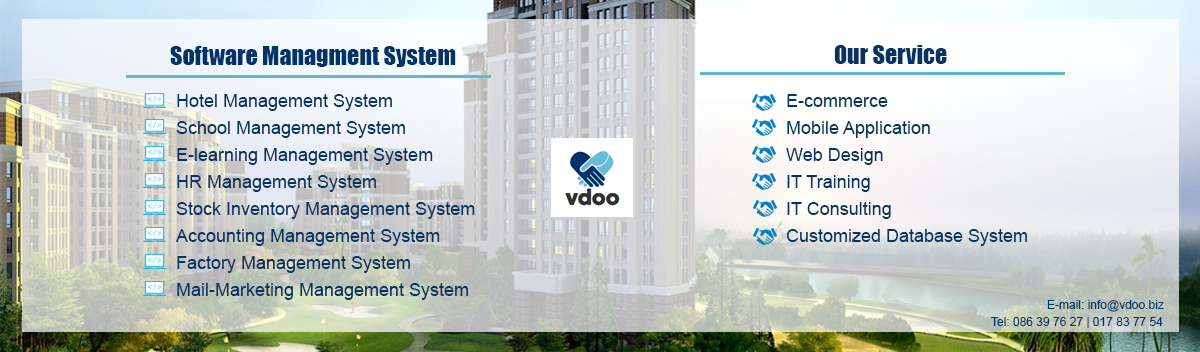 Software Managment System
Hotel Management System
School Management System
E-learning Management System
HR Management System
Stock Inventory Management System
Accounting Management System
Factory Management System
Mail-Marketing Management System
vdoo
Our Service
E-commerce
Mobile Application
Web Design
IT Training
IT Consulting
Customized Database System
E-mail: info@vdoo.biz
Tel: 086 39 76 27 | 017 83 77 54